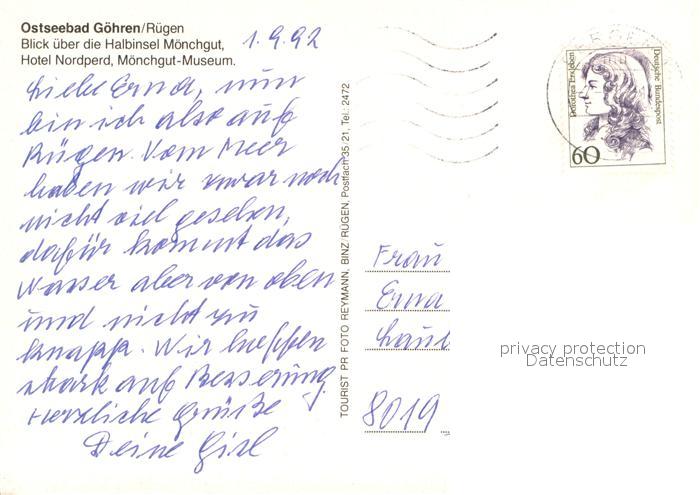 Ostseebad Göhren/Rügen
Blick über die Halbinsel Mönchgut,
Hotel Nordperd, Mönchgut-Museum.
1.9.92
Liebe Erna, nun
bin ich also auf
Rügen. Vom Meer
haben wir zwar noch
nicht viel gesehen,
dafür kommt das
Wasser aber von oben
und nicht zu
knapp. Wir hoffen
stark auf Besserung.
Herzliche Grüße
Deine Gisl
TOURIST PR FOTO REYMANN, BINZ/RÜGEN, Postfach 35 21, Tel.: 2472
Dorothea Erxleben
Deutsche Bundespost
60
Frau
Erna
8019
privacy protection
Datenschutz